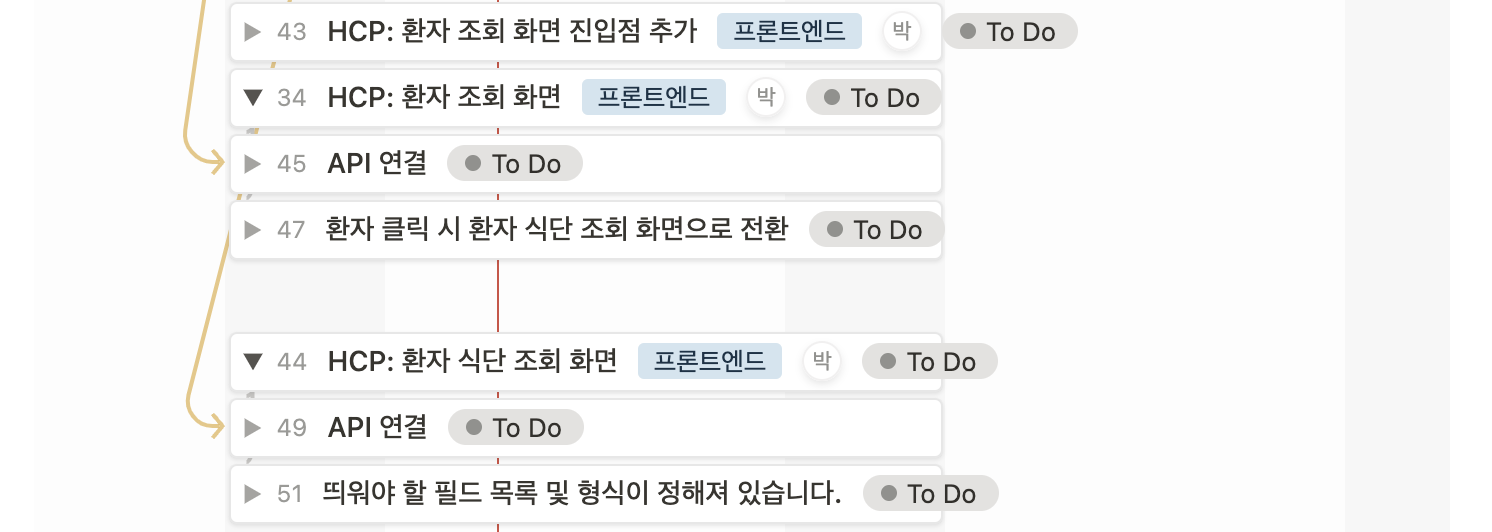 43 HCP: 환자 조회 화면 진입점 추가 프론트엔드 박 To Do
34 HCP: 환자 조회 화면 프론트엔드 박 To Do
45 API 연결 To Do
47 환자 클릭 시 환자 식단 조회 화면으로 전환 To Do
44 HCP: 환자 식단 조회 화면 프론트엔드 박 To Do
49 API 연결 To Do
51 띄워야 할 필드 목록 및 형식이 정해져 있습니다. To Do